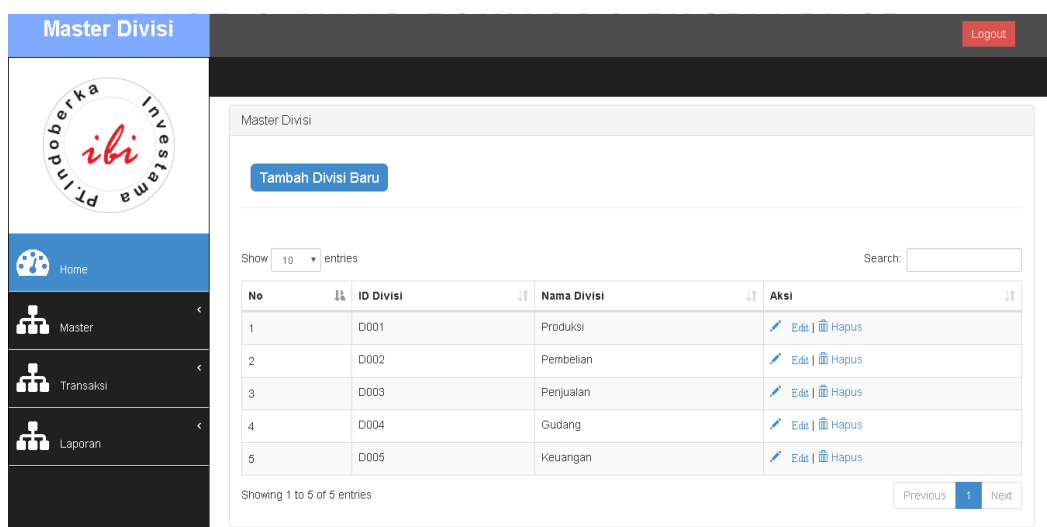 Master Divisi
Logout
PT. Indoberka Investama
ibi
Home
Master
Transaksi
Laporan
Master Divisi
Tambah Divisi Baru
Show 10 entries Search:
No ID Divisi Nama Divisi Aksi
1 D001 Produksi Edit | Hapus
2 D002 Pembelian Edit | Hapus
3 D003 Penjualan Edit | Hapus
4 D004 Gudang Edit | Hapus
5 D005 Keuangan Edit | Hapus
Showing 1 to 5 of 5 entries Previous 1 Next